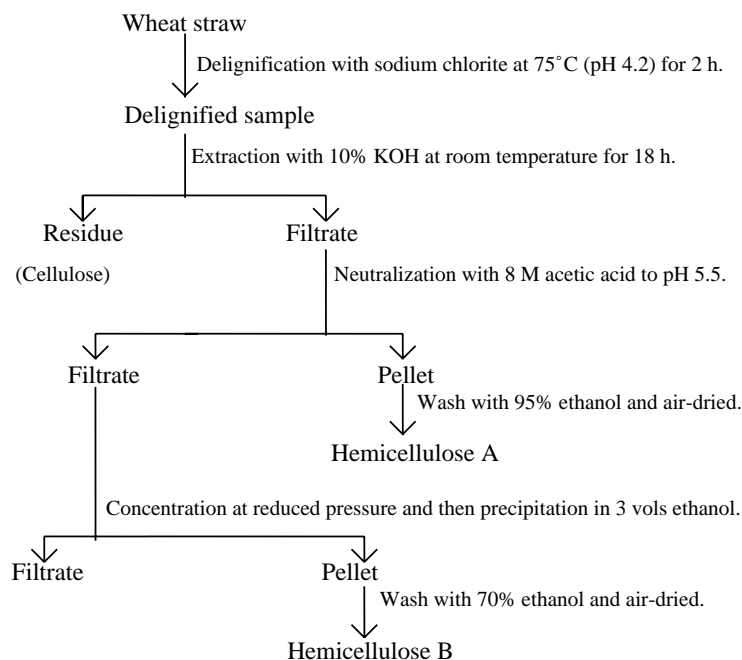 Wheat straw
Delignification with sodium chlorite at 75˚C (pH 4.2) for 2 h.
Delignified sample
Extraction with 10% KOH at room temperature for 18 h.
Residue
Filtrate
(Cellulose)
Neutralization with 8 M acetic acid to pH 5.5.
Filtrate
Pellet
Wash with 95% ethanol and air-dried.
Hemicellulose A
Concentration at reduced pressure and then precipitation in 3 vols ethanol.
Filtrate
Pellet
Wash with 70% ethanol and air-dried.
Hemicellulose B